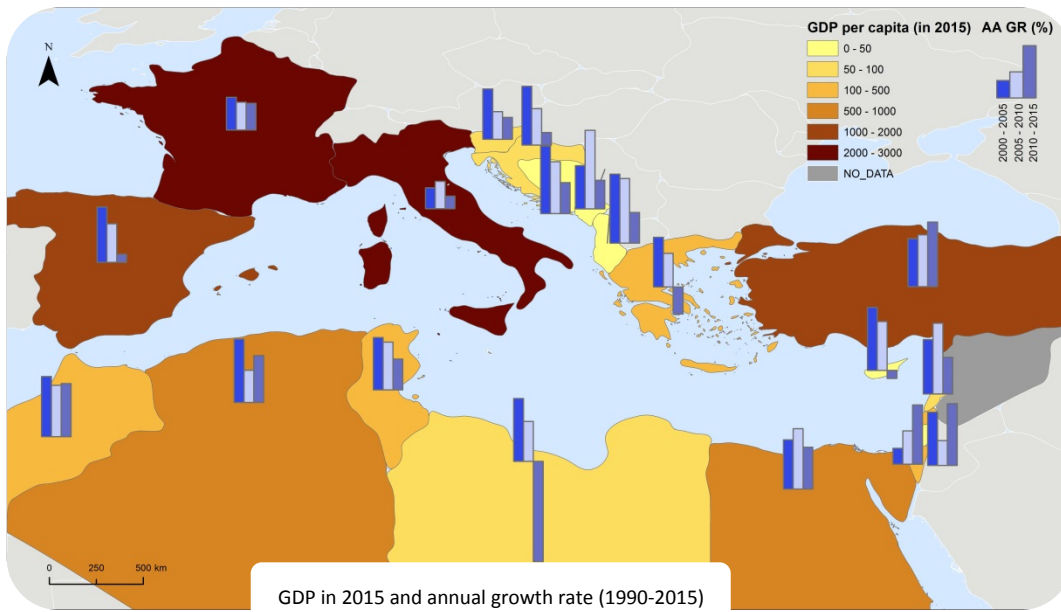 N
GDP per capita (in 2015)
0 - 50
50 - 100
100 - 500
500 - 1000
1000 - 2000
2000 - 3000
NO_DATA
AA GR (%)
2000 - 2005
2005 - 2010
2010 - 2015
0 250 500 km
GDP in 2015 and annual growth rate (1990-2015)